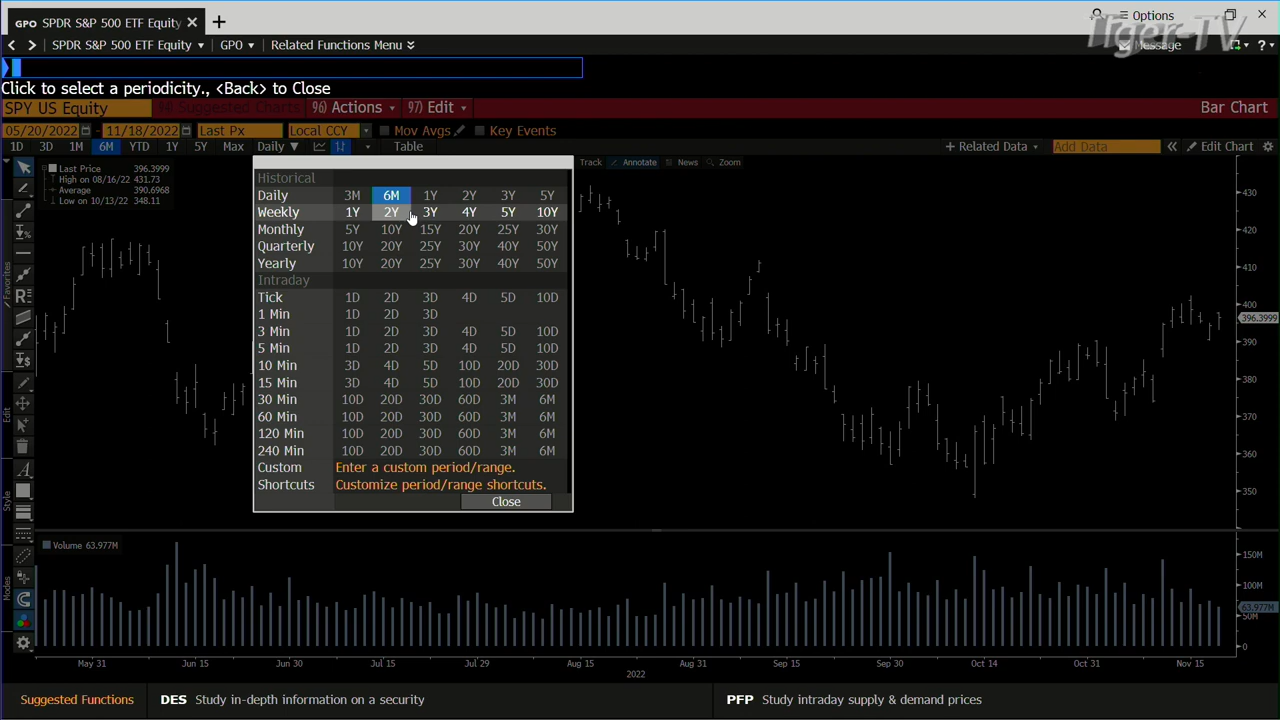 GPO SPDR S&P 500 ETF Equity × +
Options
Tiger-TV
SPDR S&P 500 ETF Equity GPO Related Functions Menu Message ?
Click to select a periodicity., <Back> to Close
SPY US Equity Suggested Charts 96) Actions 97) Edit Bar Chart
05/20/2022 - 11/18/2022 Last Px Local CCY Mov Avgs Key Events
1D 3D 1M 6M YTD 1Y 5Y Max Daily ▼ Table + Related Data Add Data « Edit Chart
Track Annotate News Zoom
Last Price 396.3999
High on 08/16/22 431.73
Average 390.6968
Low on 10/13/22 348.11
Historical
Daily 3M 6M 1Y 2Y 3Y 5Y
Weekly 1Y 2Y 3Y 4Y 5Y 10Y
Monthly 5Y 10Y 15Y 20Y 25Y 30Y
Quarterly 10Y 20Y 25Y 30Y 40Y 50Y
Yearly 10Y 20Y 25Y 30Y 40Y 50Y
Intraday
Tick 1D 2D 3D 4D 5D 10D
1 Min 1D 2D 3D
3 Min 1D 2D 3D 4D 5D 10D
5 Min 1D 2D 3D 4D 5D 10D
10 Min 3D 4D 5D 10D 20D 30D
15 Min 3D 4D 5D 10D 20D 30D
30 Min 10D 20D 30D 60D 3M 6M
60 Min 10D 20D 30D 60D 3M 6M
120 Min 10D 20D 30D 60D 3M 6M
240 Min 10D 20D 30D 60D 3M 6M
Custom Enter a custom period/range.
Shortcuts Customize period/range shortcuts.
Close
430
420
410
400
396.3999
390
380
370
360
350
Favorites
Edit
Style
Modes
Volume 63.977M
150M
100M
63.977M
50M
0
May 31 Jun 15 Jun 30 Jul 15 Jul 29 Aug 15 Aug 31 Sep 15 Sep 30 Oct 14 Oct 31 Nov 15
2022
Suggested Functions DES Study in-depth information on a security PFP Study intraday supply & demand prices